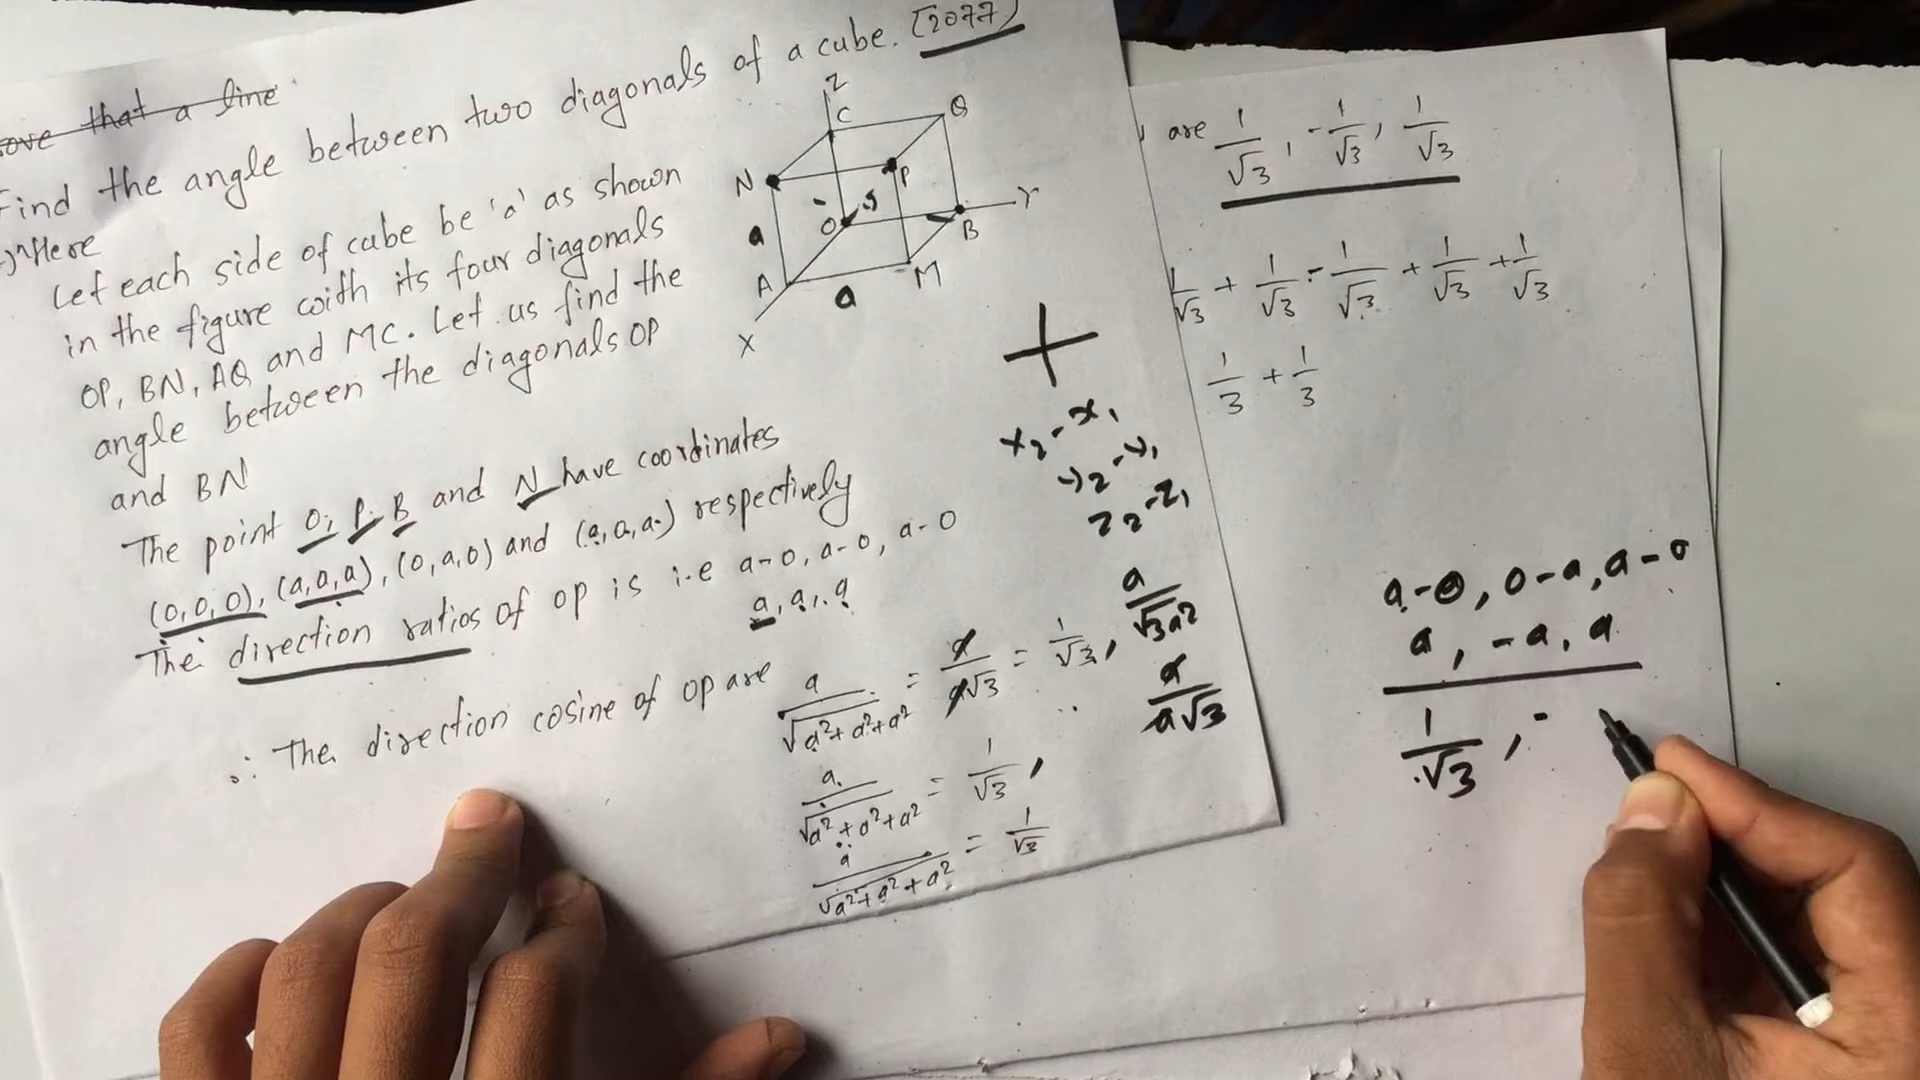 ove that a line
Find the angle between two diagonals of a cube. [2077]
Here
Let each side of cube be 'a' as shown
in the figure with its four diagonals
OP, BN, AQ and MC. Let us find the
angle between the diagonals OP
and BN
The point O, P, B and N have coordinates
(0,0,0), (a,a,a), (0,a,0) and (a,0,a) respectively
The direction ratios of op is i.e a-0, a-0, a-0
a, a, a
∴ The direction cosine of op are a/√a²+a²+a² = a/a√3 = 1/√3,
a/√a²+a²+a² = 1/√3,
a/√a²+a²+a² = 1/√3
Z
C
Q
N
P
a
O
B
Y
A
a
M
X
x₂-x₁
y₂-y₁
z₂-z₁
a/√3a²
a/a√3
are 1/√3, -1/√3, 1/√3
1/√3 + 1/√3 - 1/√3 + 1/√3 + 1/√3
1/3 + 1/3
a-0, 0-a, a-0
a, -a, a
1/√3, -